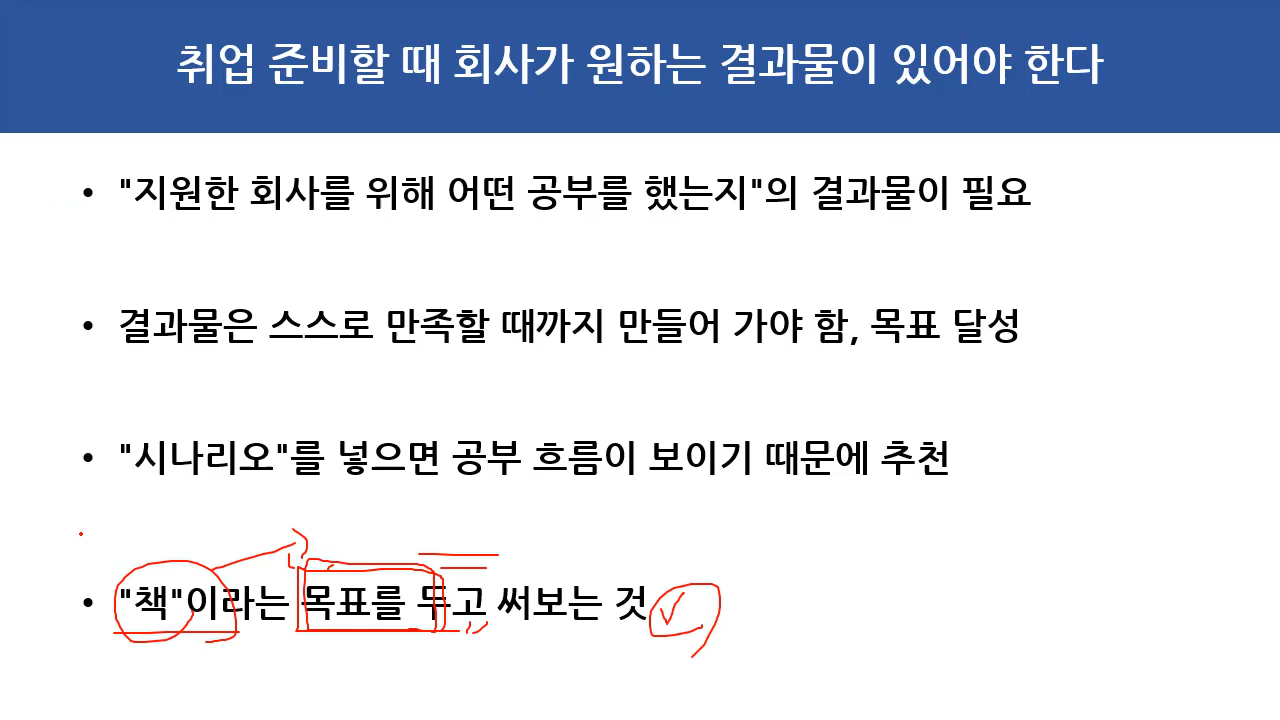 취업 준비할 때 회사가 원하는 결과물이 있어야 한다
• "지원한 회사를 위해 어떤 공부를 했는지"의 결과물이 필요
• 결과물은 스스로 만족할 때까지 만들어 가야 함, 목표 달성
• "시나리오"를 넣으면 공부 흐름이 보이기 때문에 추천
• "책"이라는 목표를 두고 써보는 것